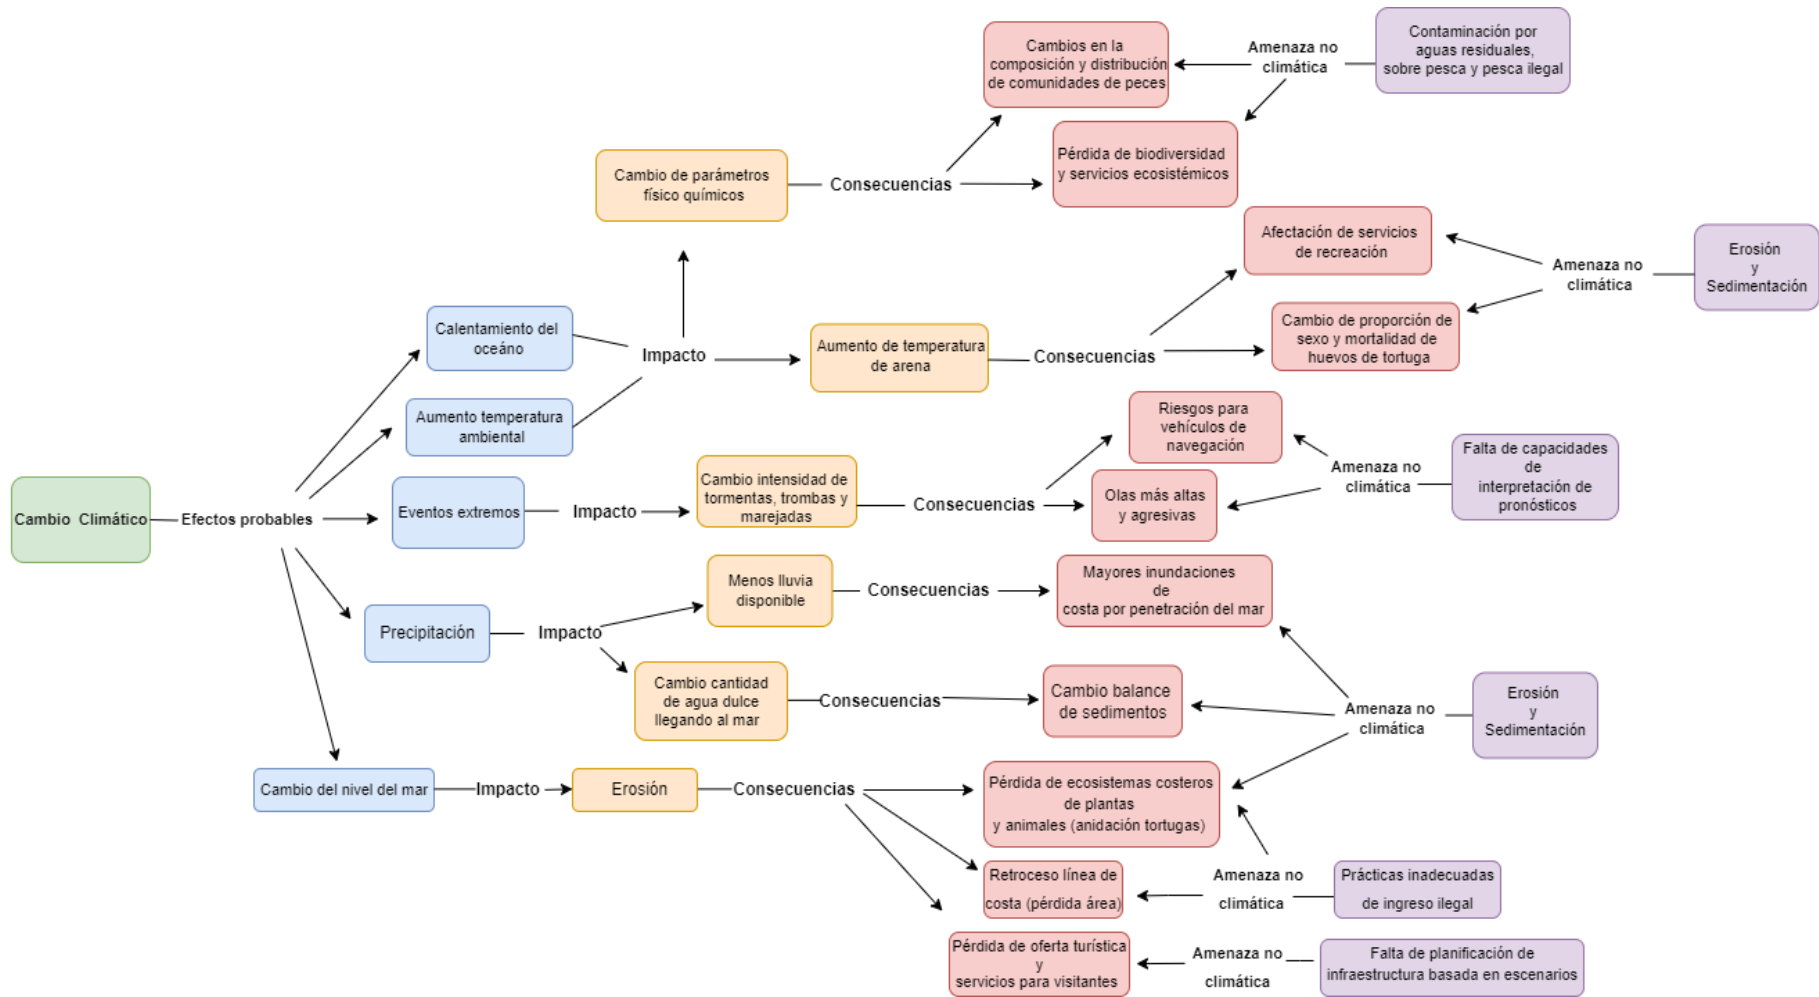 Cambios en la
composición y distribución
de comunidades de peces
Amenaza no
climática
Contaminación por
aguas residuales,
sobre pesca y pesca ilegal
Cambio de parámetros
físico químicos
Consecuencias
Pérdida de biodiversidad
y servicios ecosistémicos
Afectación de servicios
de recreación
Amenaza no
climática
Erosión
y
Sedimentación
Calentamiento del
oceáno
Impacto
Aumento de temperatura
de arena
Consecuencias
Cambio de proporción de
sexo y mortalidad de
huevos de tortuga
Aumento temperatura
ambiental
Riesgos para
vehículos de
navegación
Cambio Climático
Efectos probables
Eventos extremos
Impacto
Cambio intensidad de
tormentas, trombas y
marejadas
Consecuencias
Olas más altas
y agresivas
Amenaza no
climática
Falta de capacidades
de
interpretación de
pronósticos
Precipitación
Impacto
Menos lluvia
disponible
Consecuencias
Mayores inundaciones
de
costa por penetración del mar
Cambio cantidad
de agua dulce
llegando al mar
Consecuencias
Cambio balance
de sedimentos
Amenaza no
climática
Erosión
y
Sedimentación
Cambio del nivel del mar
Impacto
Erosión
Consecuencias
Pérdida de ecosistemas costeros
de plantas
y animales (anidación tortugas)
Retroceso línea de
costa (pérdida área)
Amenaza no
climática
Prácticas inadecuadas
de ingreso ilegal
Pérdida de oferta turística
y
servicios para visitantes
Amenaza no
climática
Falta de planificación de
infraestructura basada en escenarios